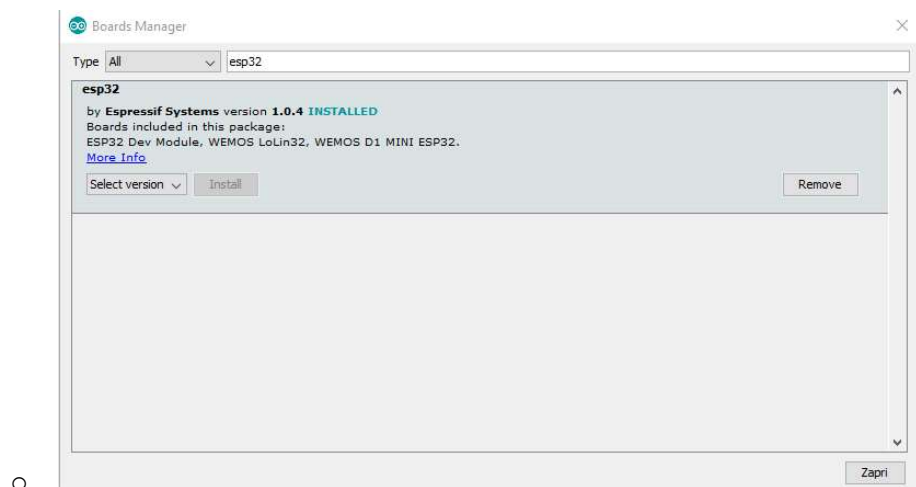 Boards Manager
Type All esp32
esp32
by Espressif Systems version 1.0.4 INSTALLED
Boards included in this package:
ESP32 Dev Module, WEMOS LoLin32, WEMOS D1 MINI ESP32.
More Info
Select version Install Remove
Zapri